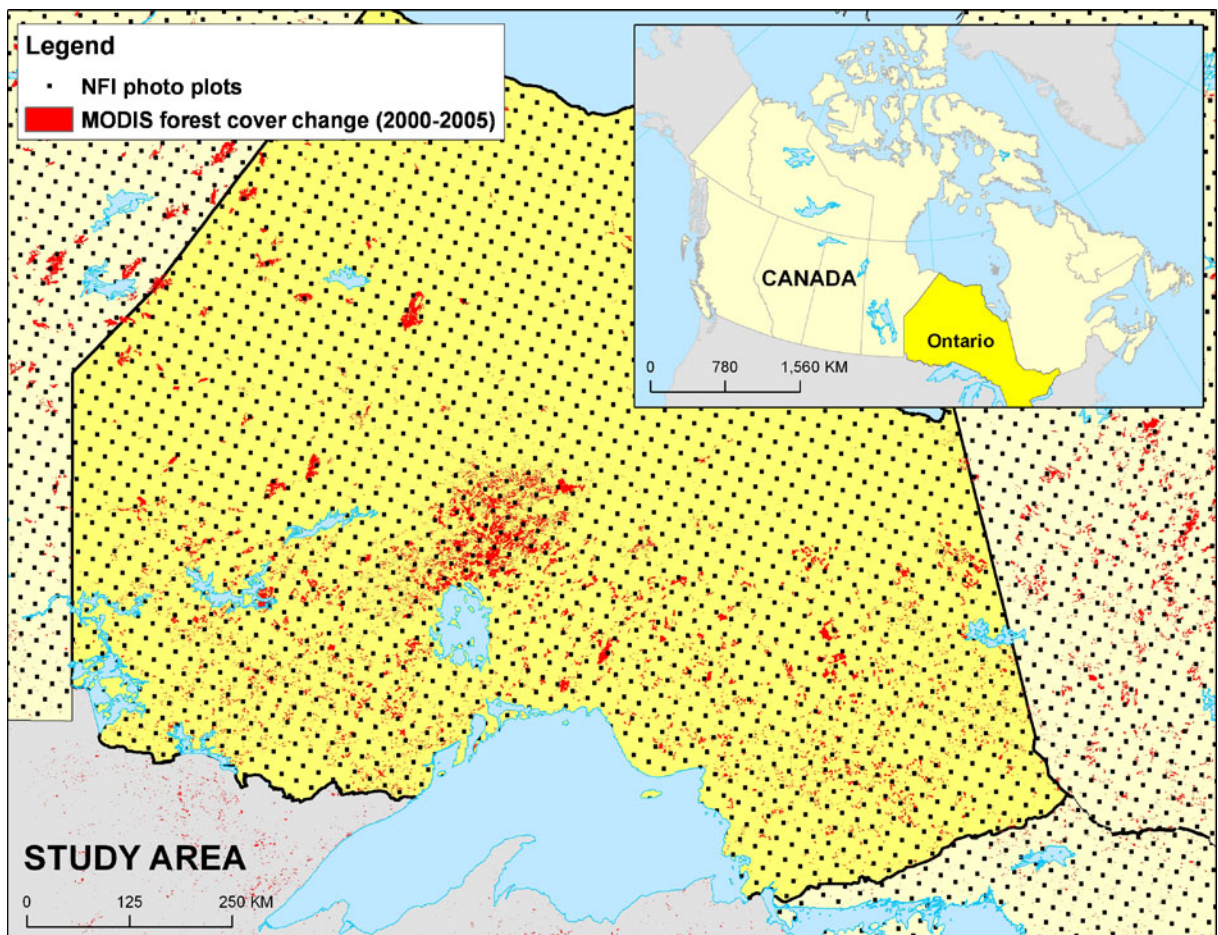 Legend
NFI photo plots
MODIS forest cover change (2000-2005)
CANADA
Ontario
0 780 1,560 KM
STUDY AREA
0 125 250 KM